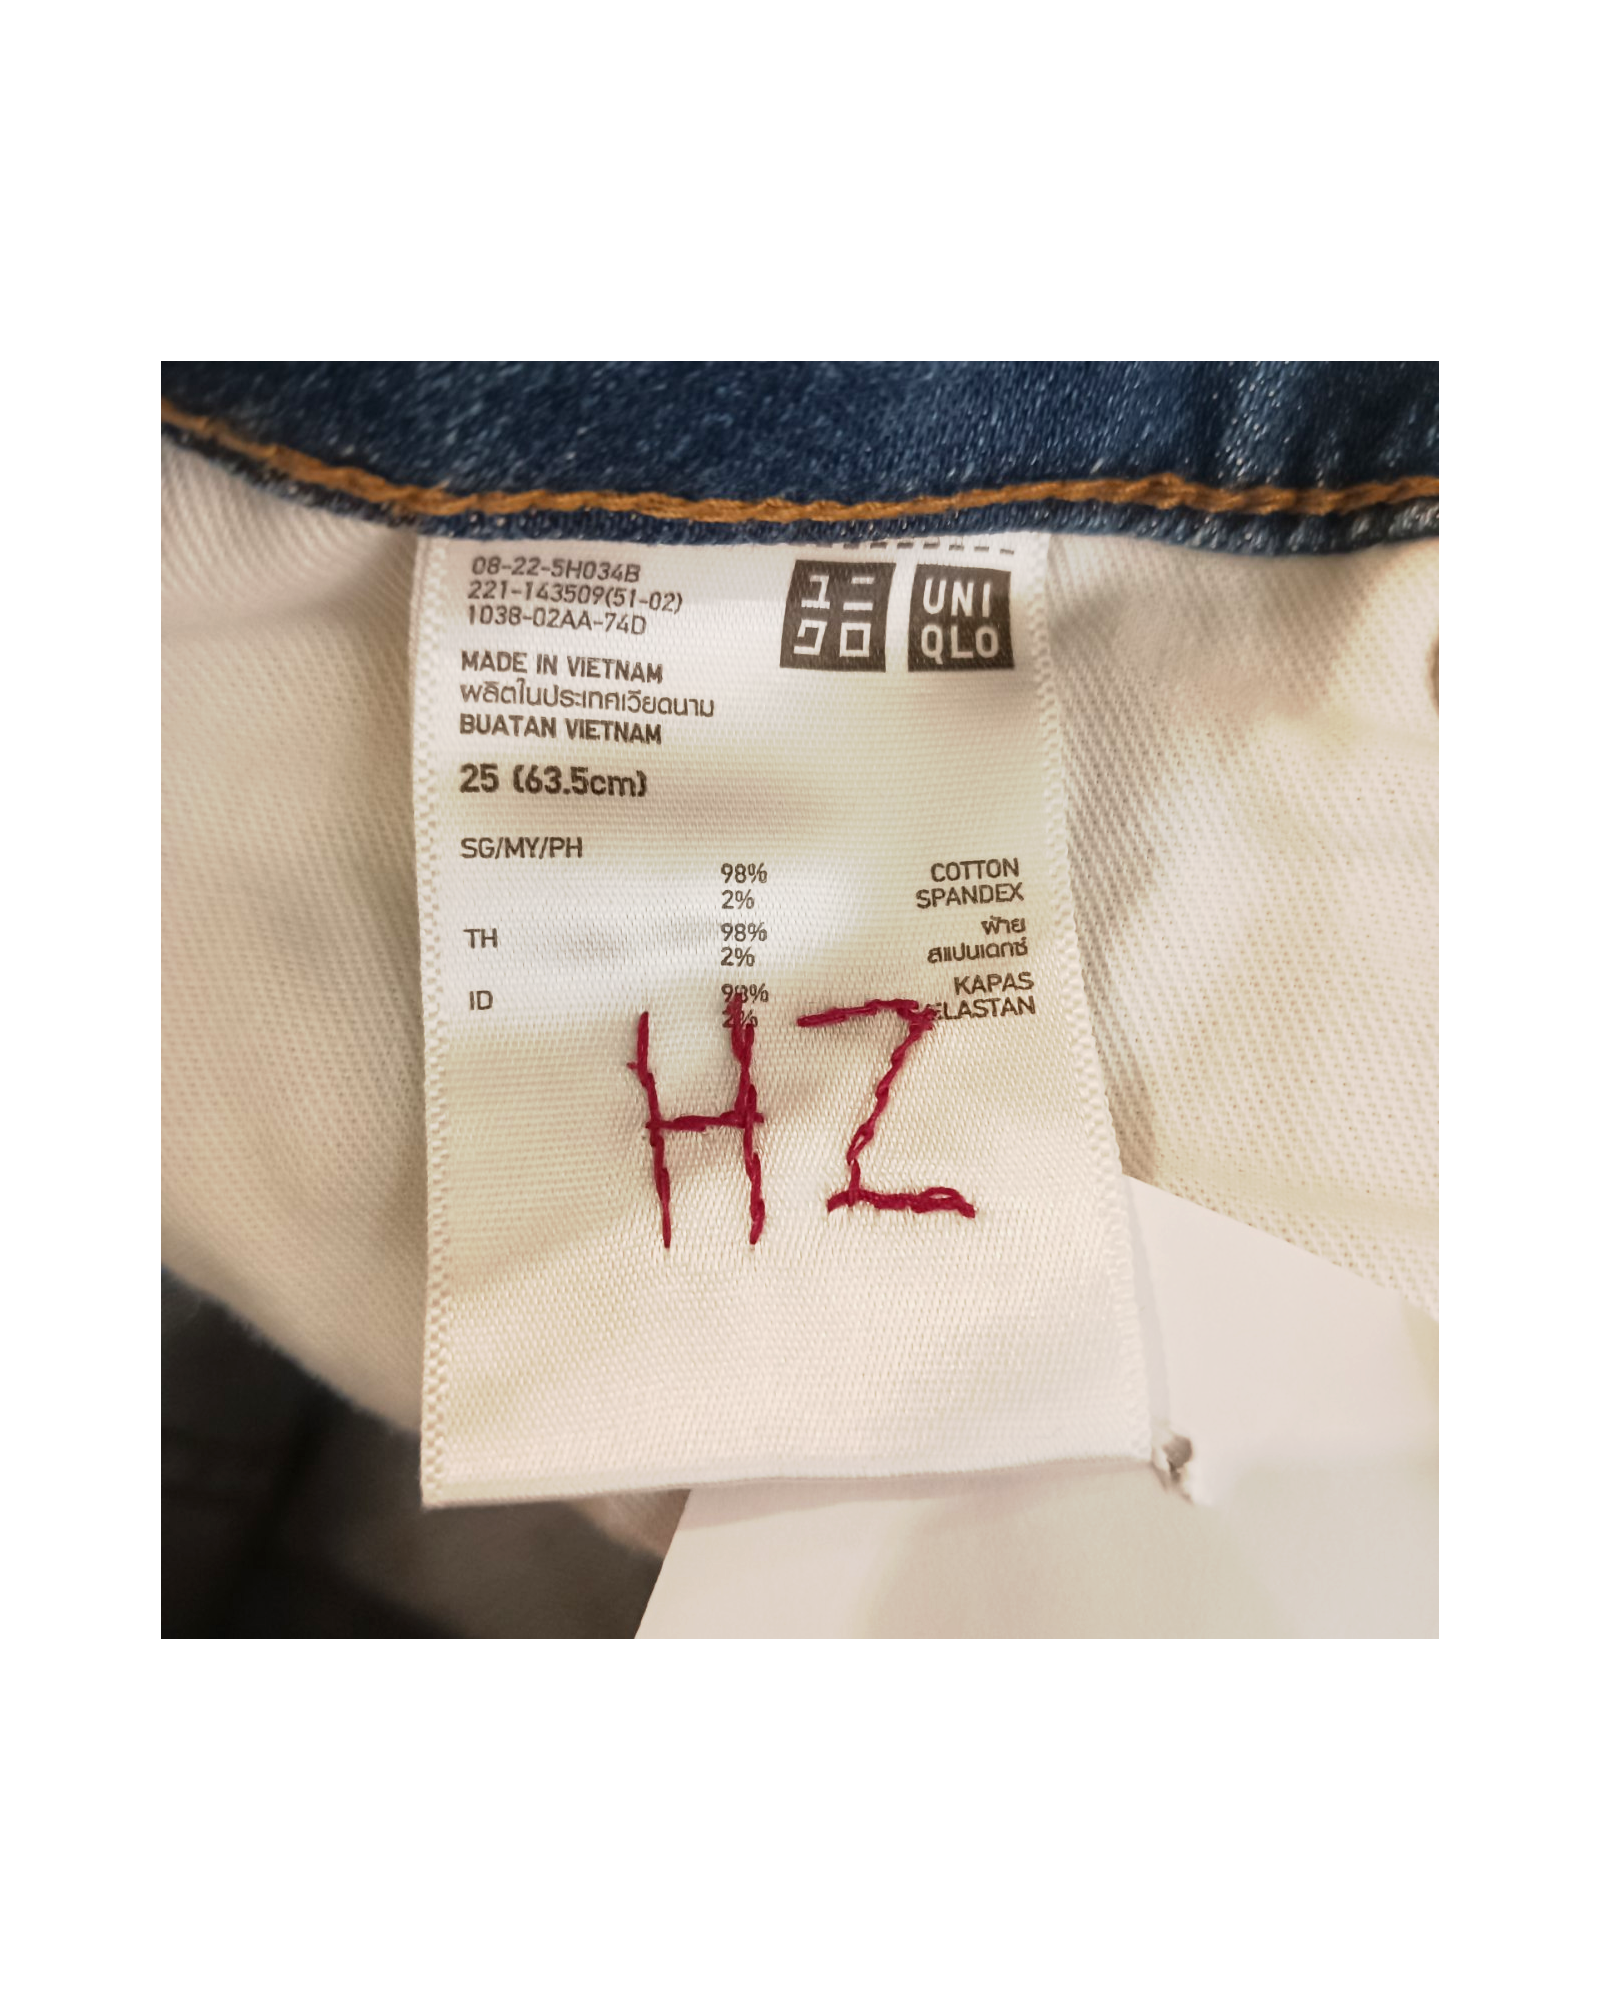 08-22-5H034B
221-143509(51-02)
1038-02AA-74D
ユニ
クロ
UNI
QLO
MADE IN VIETNAM
ผลิตในประเทศเวียดนาม
BUATAN VIETNAM
25 (63.5cm)
SG/MY/PH
98% COTTON
2% SPANDEX
TH 98% ฝ้าย
2% สแปนเดกซ์
ID 98% KAPAS
2% ELASTAN
HZ